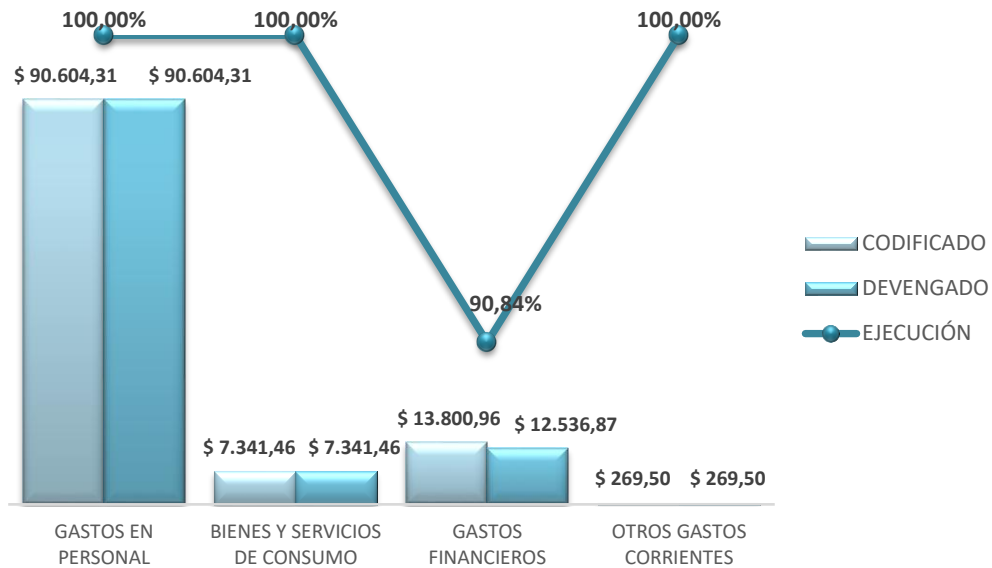 100,00% 100,00% 100,00%
$ 90.604,31 $ 90.604,31
90,84%
$ 7.341,46 $ 7.341,46 $ 13.800,96 $ 12.536,87 $ 269,50 $ 269,50
GASTOS EN
PERSONAL
BIENES Y SERVICIOS
DE CONSUMO
GASTOS
FINANCIEROS
OTROS GASTOS
CORRIENTES
CODIFICADO
DEVENGADO
EJECUCIÓN